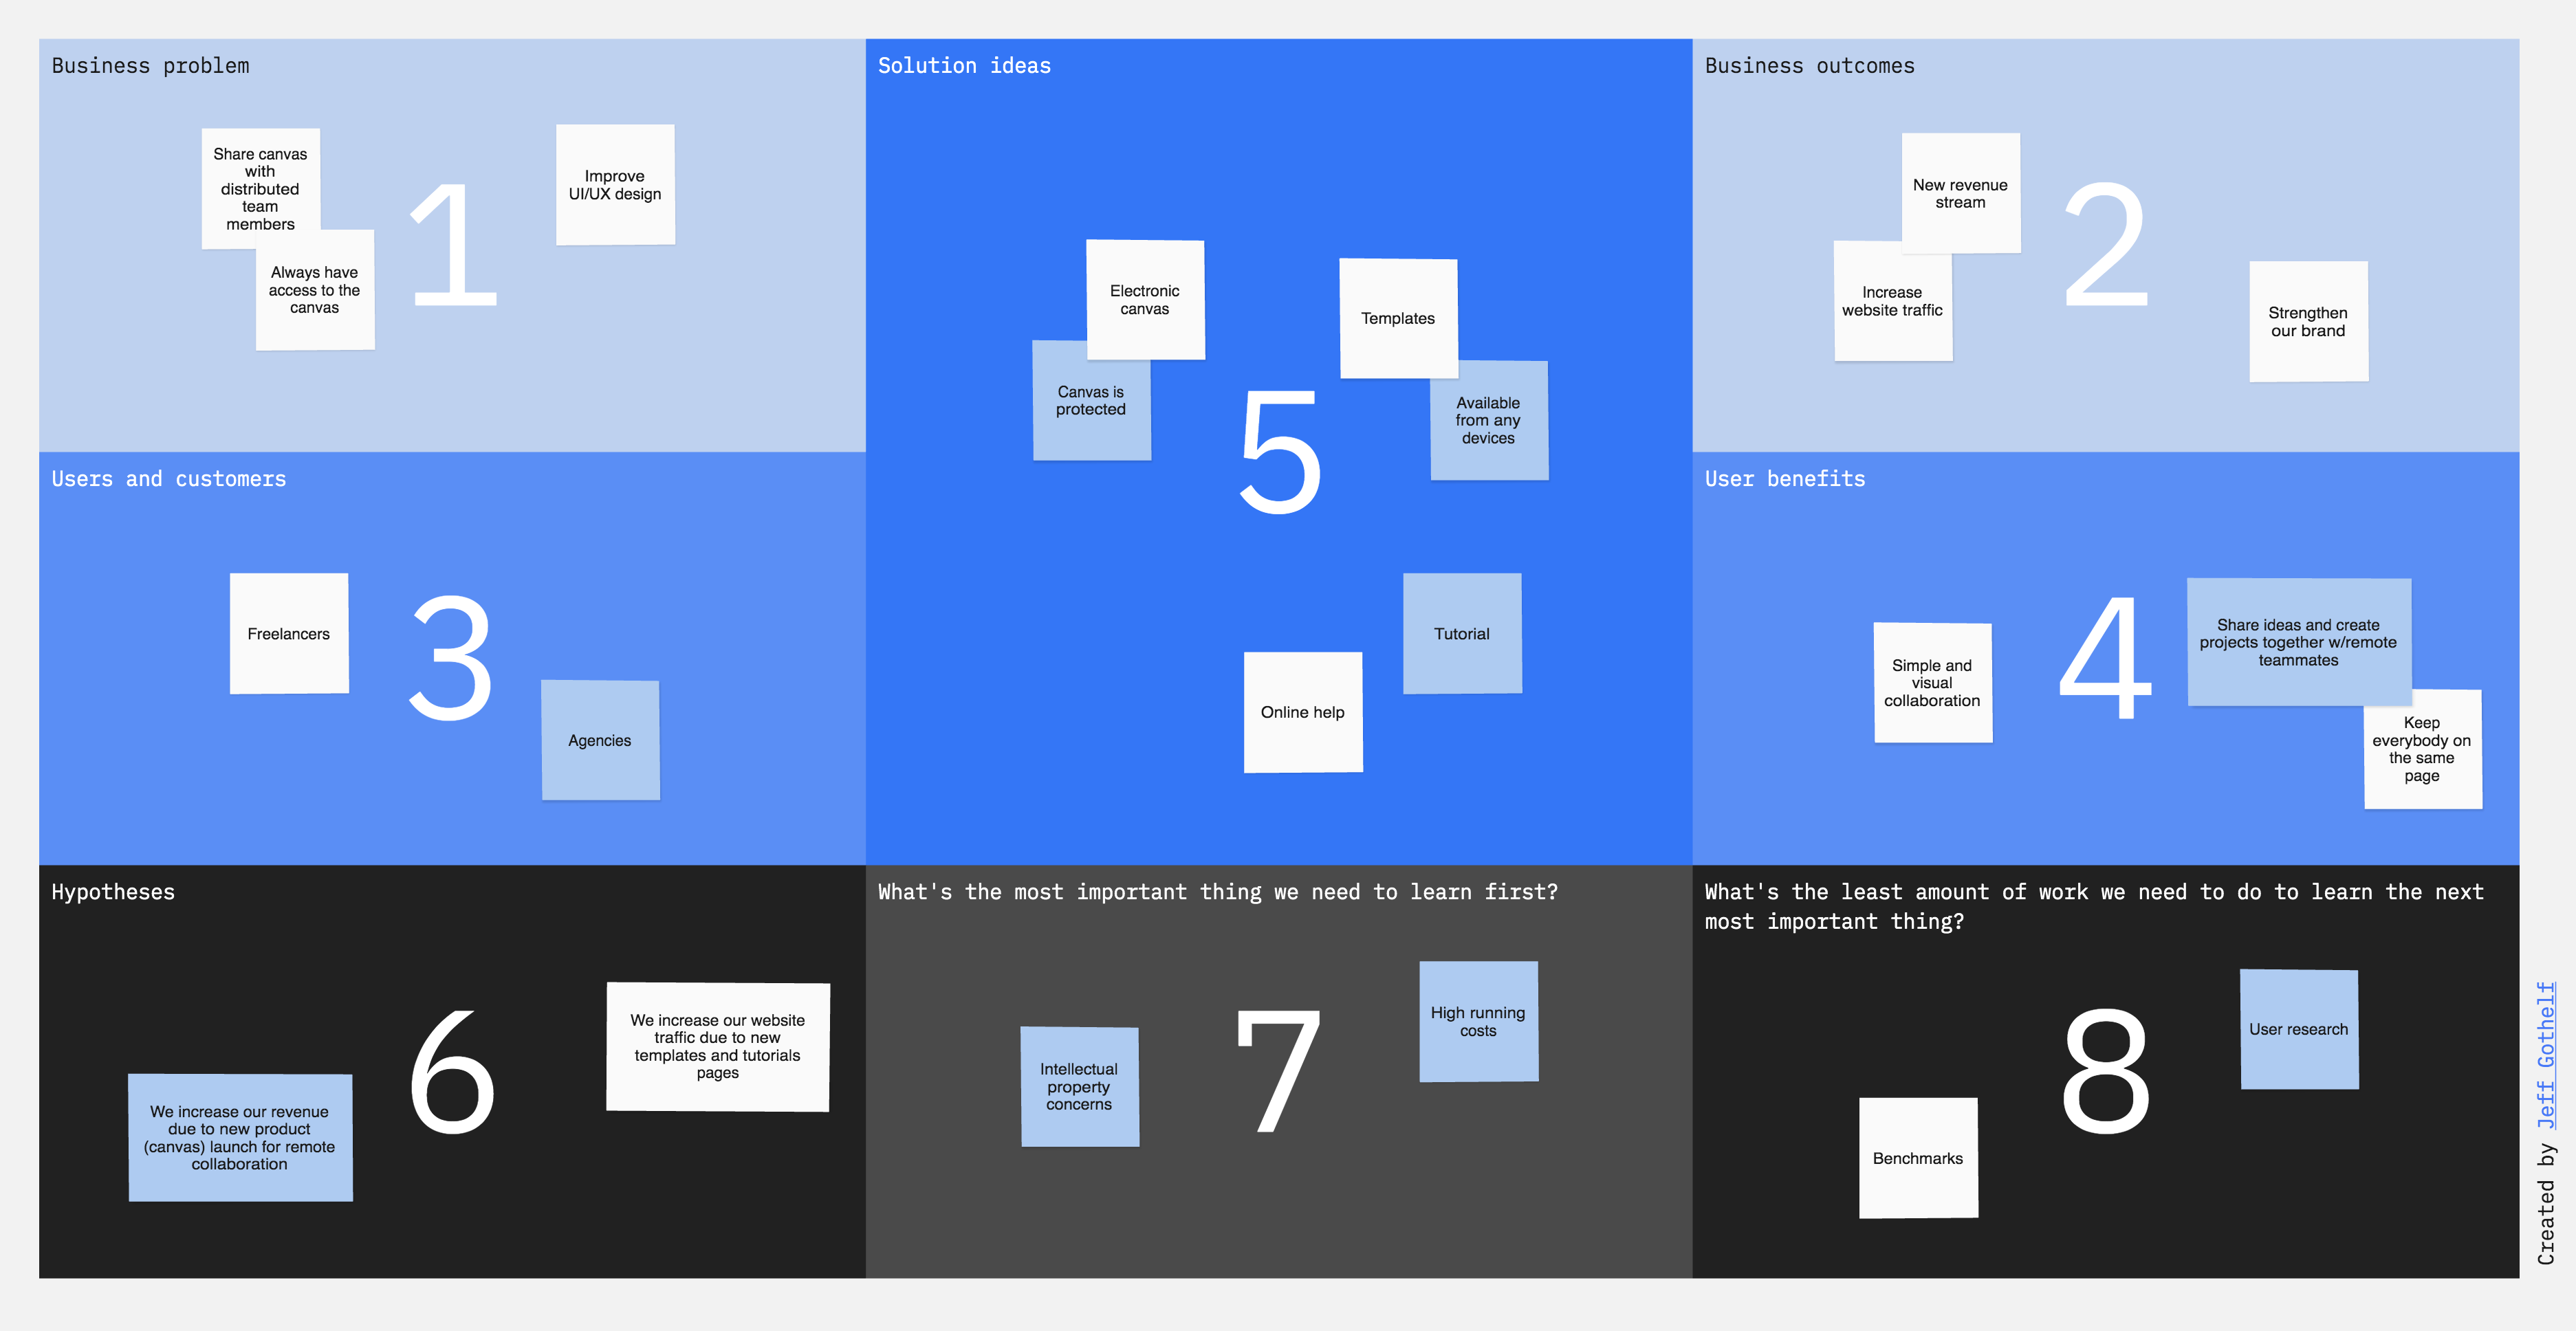 Business problem
Share canvas
with
distributed
team
members
Always have
access to the
canvas
1
Improve
UI/UX design
Solution ideas
Electronic
canvas
Canvas is
protected
Templates
Available
from any
devices
5
Tutorial
Online help
Business outcomes
New revenue
stream
Increase
website traffic
2
Strengthen
our brand
Users and customers
Freelancers
3
Agencies
User benefits
Simple and
visual
collaboration
4
Share ideas and create
projects together w/remote
teammates
Keep
everybody on
the same
page
Hypotheses
We increase our revenue
due to new product
(canvas) launch for remote
collaboration
6
We increase our website
traffic due to new
templates and tutorials
pages
What's the most important thing we need to learn first?
Intellectual
property
concerns
7
High running
costs
What's the least amount of work we need to do to learn the next
most important thing?
Benchmarks
8
User research
Created by Jeff Gothelf